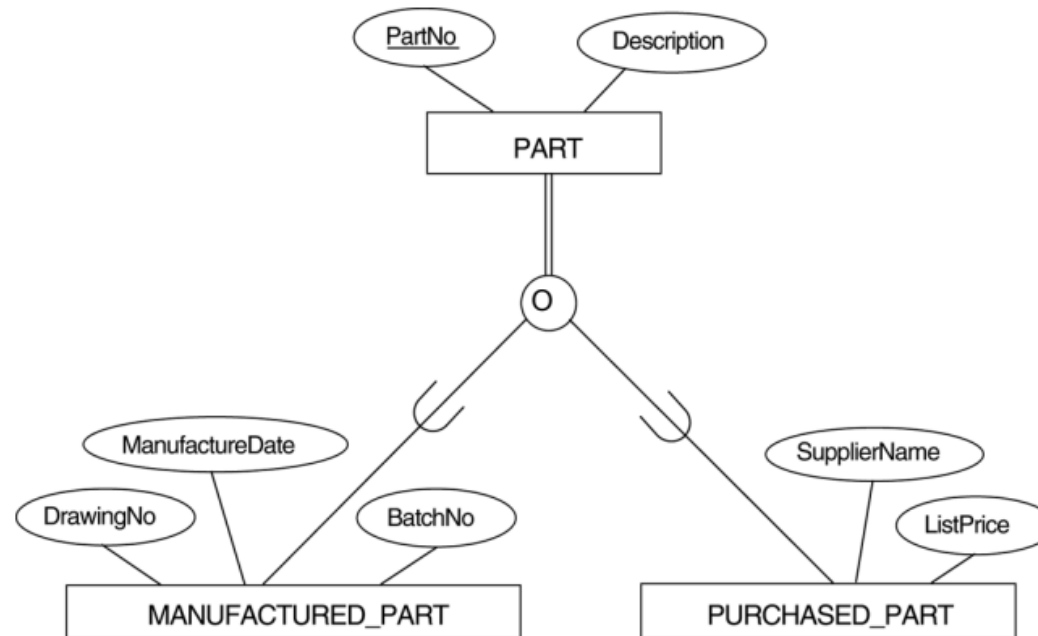 PartNo
Description
PART
O
ManufactureDate
SupplierName
DrawingNo
BatchNo
ListPrice
MANUFACTURED_PART
PURCHASED_PART